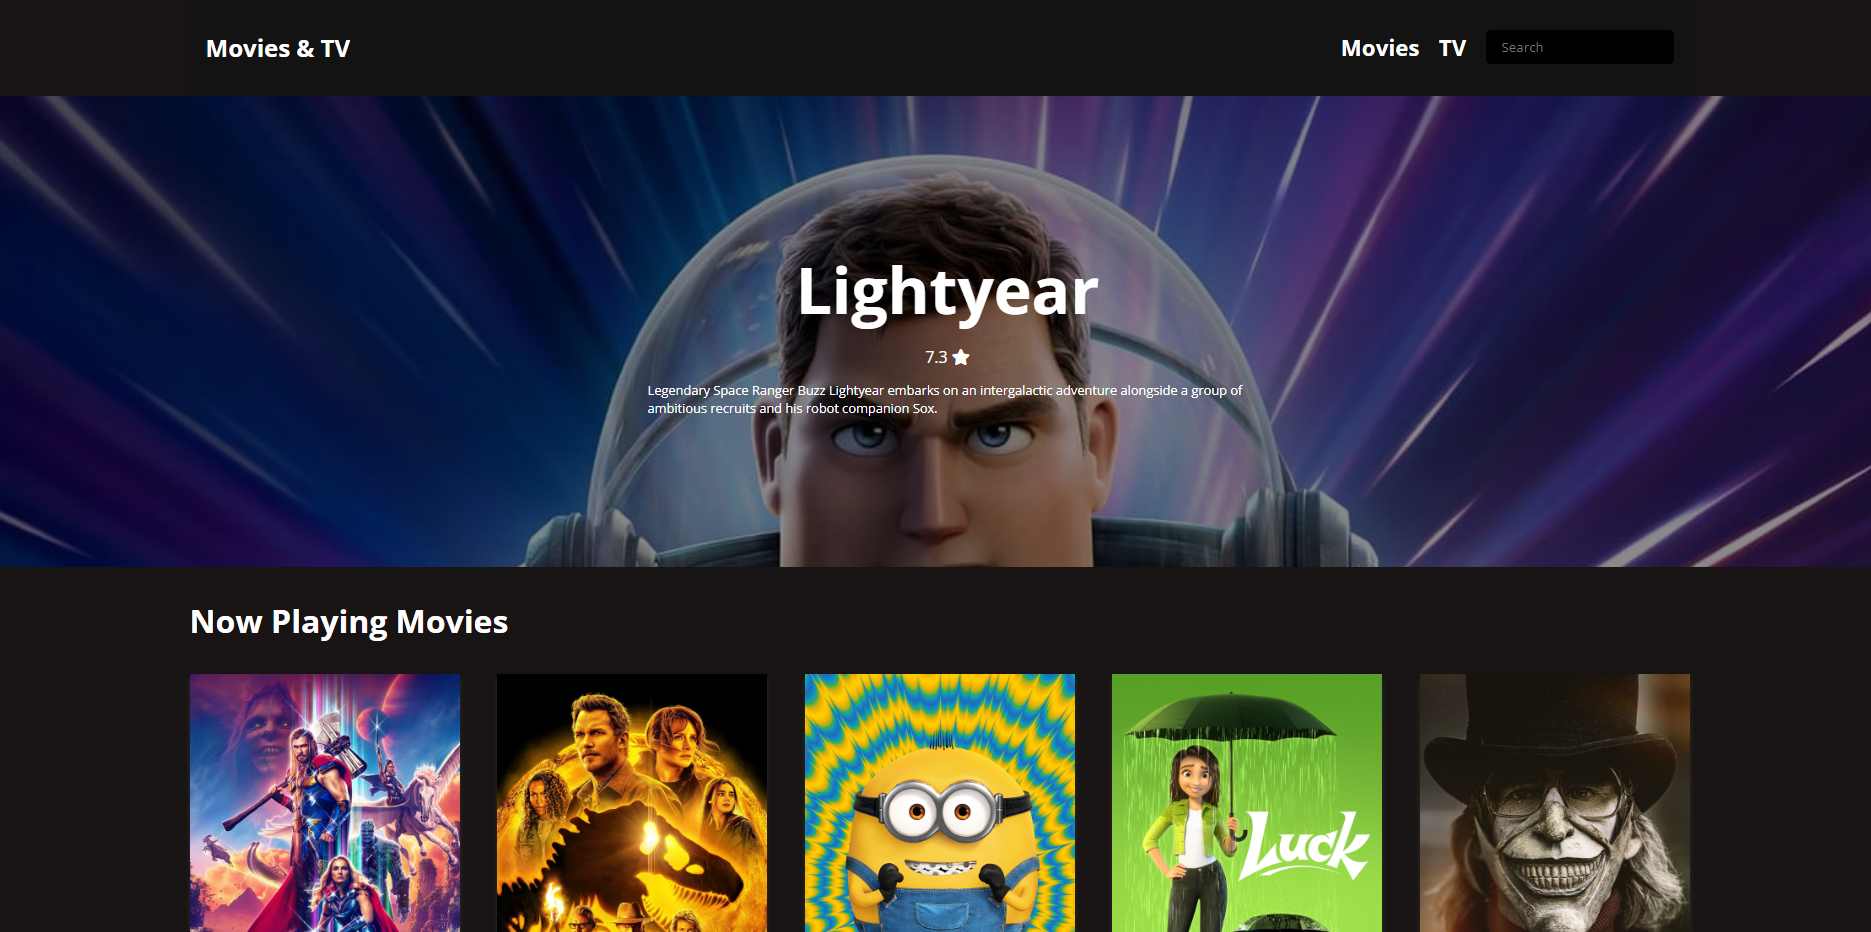 Movies & TV
Movies TV Search
Lightyear
7.3
Legendary Space Ranger Buzz Lightyear embarks on an intergalactic adventure alongside a group of
ambitious recruits and his robot companion Sox.
Now Playing Movies
Luck